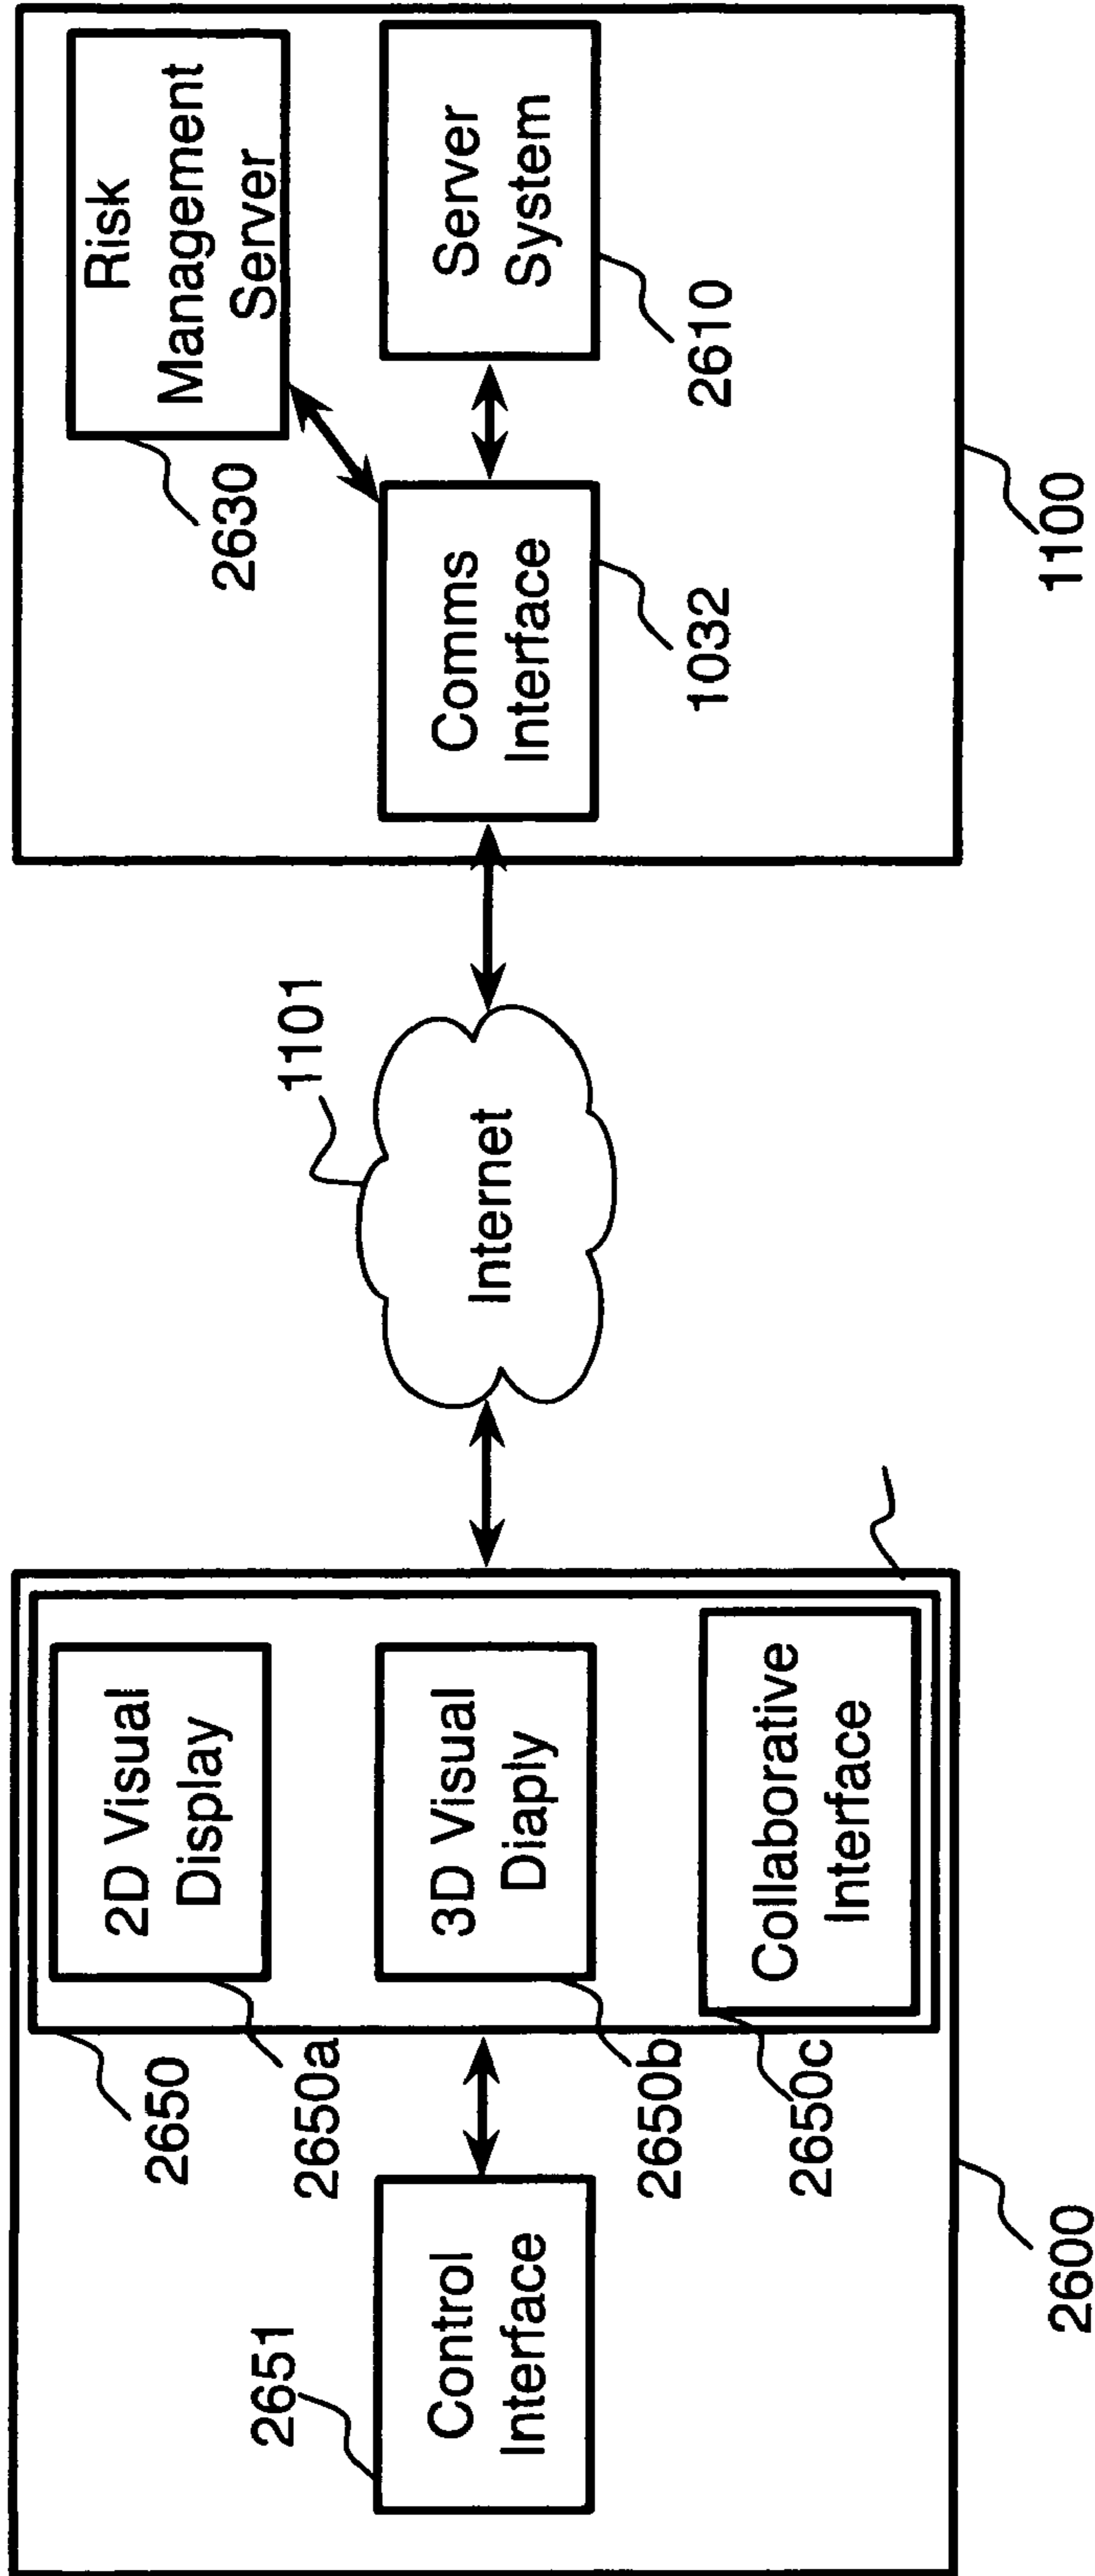 2651
Control
Interface
2650
2650a
2650b
2650c
2D Visual
Display
3D Visual
Diaply
Collaborative
Interface
2600
1101
Internet
Risk
Management
Server
2630
Comms
Interface
1032
Server
System
2610
1100